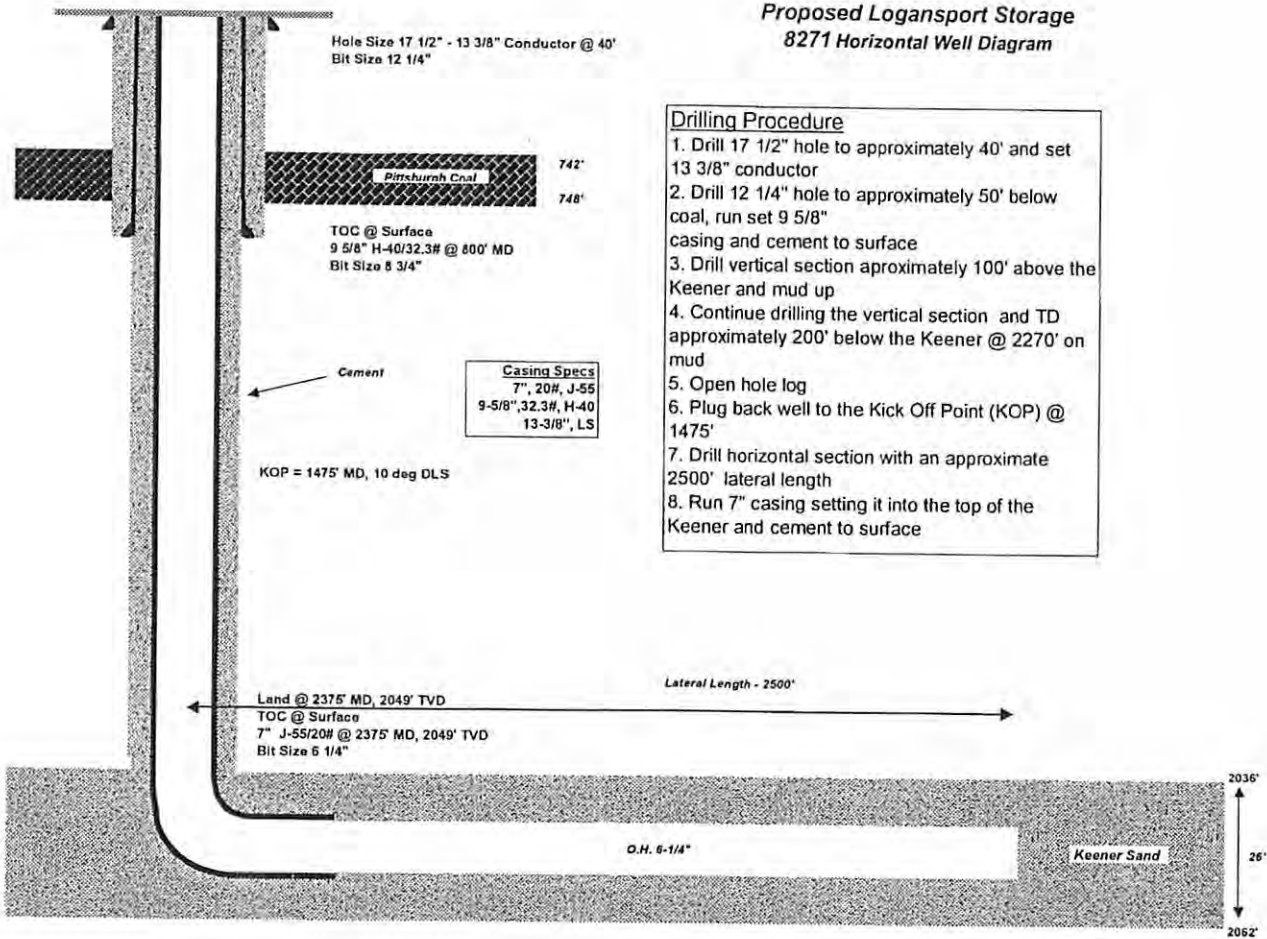 Proposed Logansport Storage
8271 Horizontal Well Diagram
Hole Size 17 1/2" - 13 3/8" Conductor @ 40'
Bit Size 12 1/4"
Drilling Procedure
1. Drill 17 1/2" hole to approximately 40' and set
13 3/8" conductor
2. Drill 12 1/4" hole to approximately 50' below
coal, run set 9 5/8"
casing and cement to surface
3. Drill vertical section aproximately 100' above the
Keener and mud up
4. Continue drilling the vertical section and TD
approximately 200' below the Keener @ 2270' on
mud
5. Open hole log
6. Plug back well to the Kick Off Point (KOP) @
1475'
7. Drill horizontal section with an approximate
2500' lateral length
8. Run 7" casing setting it into the top of the
Keener and cement to surface
742'
Pittsburgh Coal
748'
TOC @ Surface
9 5/8" H-40/32.3# @ 800' MD
Bit Size 8 3/4"
Cement
Casing Specs
7", 20#, J-55
9-5/8",32.3#, H-40
13-3/8", LS
KOP = 1475' MD, 10 deg DLS
Lateral Length - 2500'
Land @ 2375' MD, 2049' TVD
TOC @ Surface
7" J-55/20# @ 2375' MD, 2049' TVD
Bit Size 6 1/4"
2036'
O.H. 6-1/4"
Keener Sand
26'
2062'